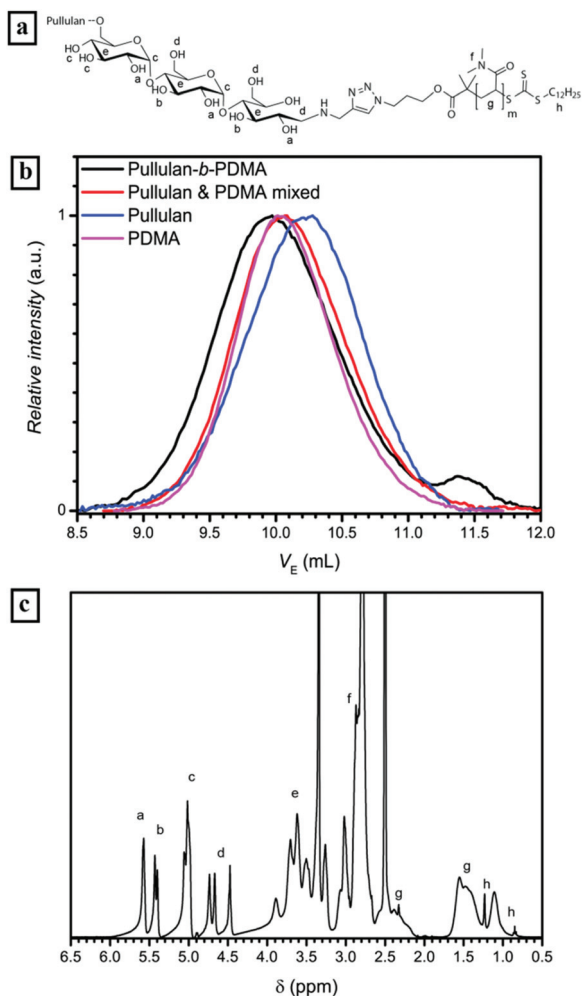 a
Pullulan --O
HO
c
HO
c
OH
a
O
e
c
O
d
OH
HO
b
OH
a
O
e
c
O
d
OH
OH
HO
b
OH
a
e
d
H
N
N=N
N
O
O
f
N
O
g
m
S
S
S
C12H25
h
b
Pullulan-b-PDMA
Pullulan & PDMA mixed
Pullulan
PDMA
Relative intensity (a.u.)
1
0
8.5 9.0 9.5 10.0 10.5 11.0 11.5 12.0
VE (mL)
c
a
b
c
d
e
f
g
g
h
h
6.5 6.0 5.5 5.0 4.5 4.0 3.5 3.0 2.5 2.0 1.5 1.0 0.5
δ (ppm)